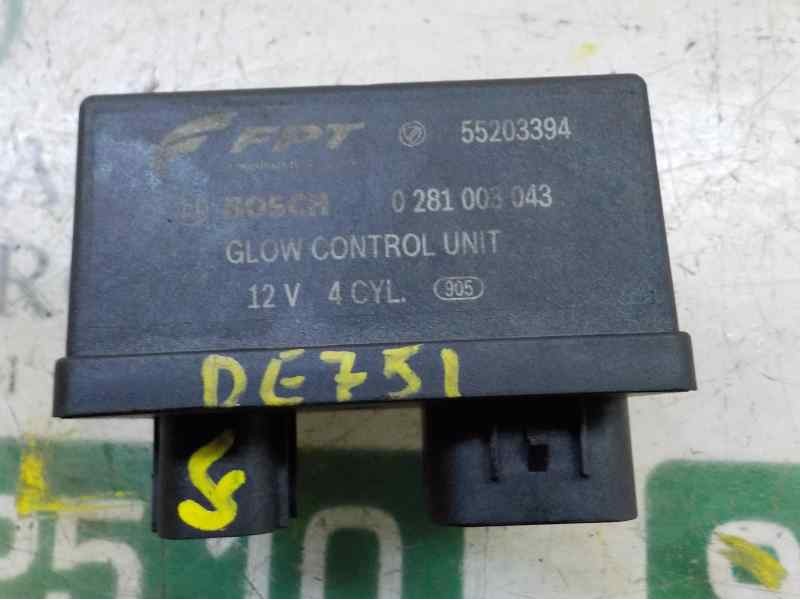 FPT 55203394
BOSCH 0 281 003 043
GLOW CONTROL UNIT
12 V 4 CYL. 905
DE751